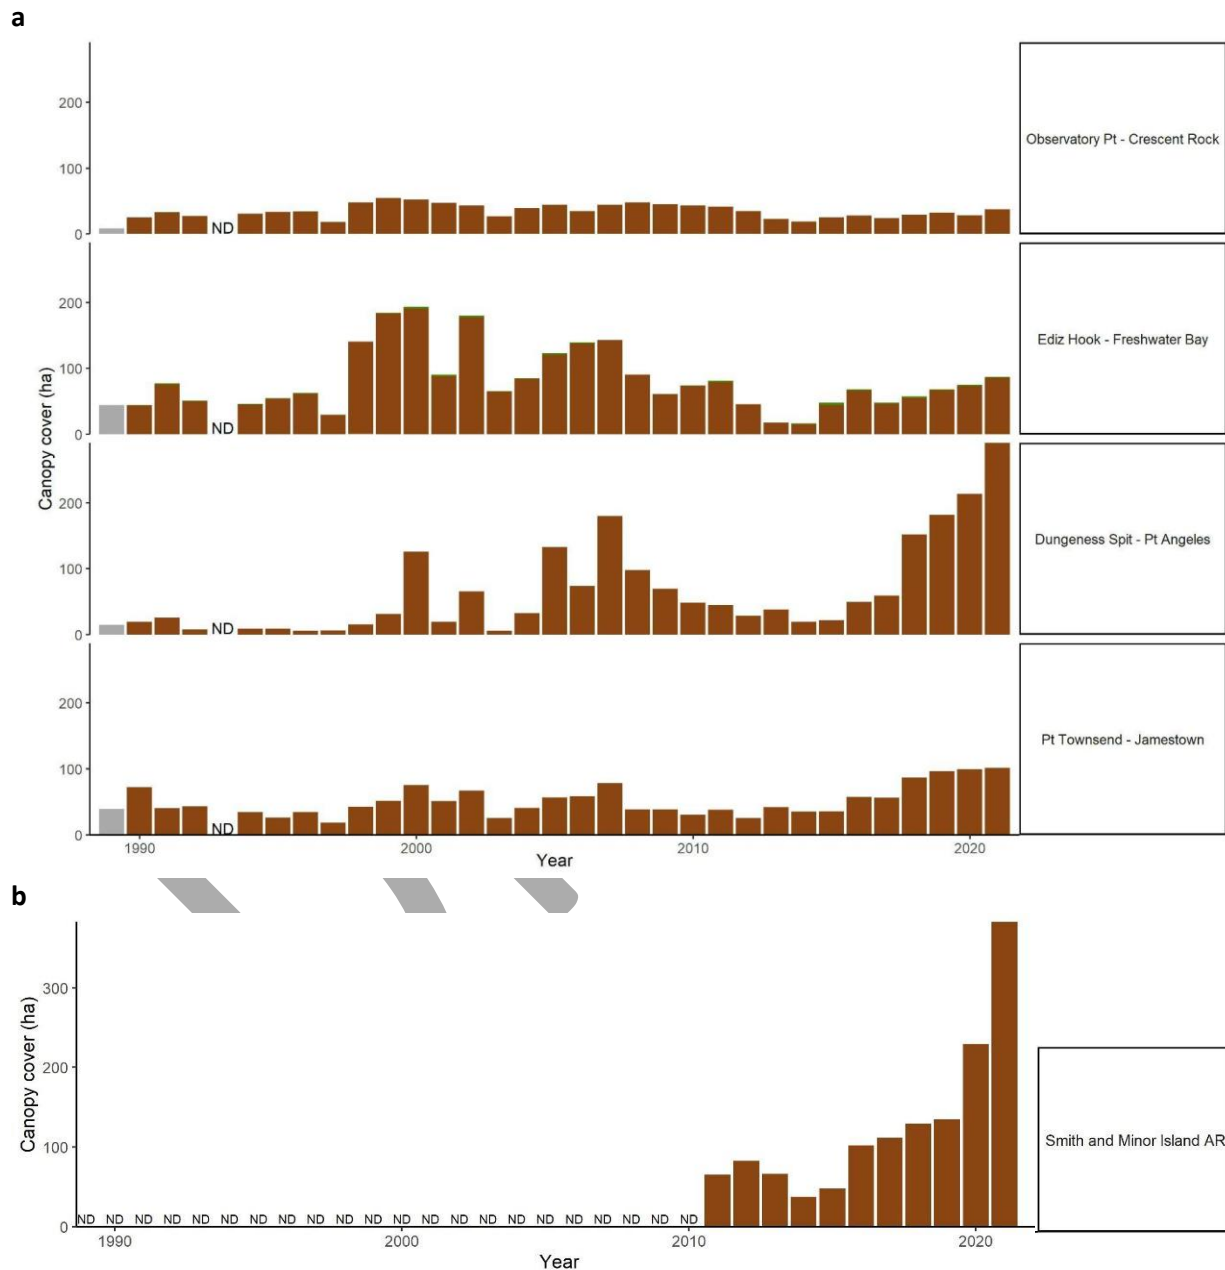 a
200
100
0
ND
Observatory Pt - Crescent Rock
200
100
0
ND
Ediz Hook - Freshwater Bay
Canopy cover (ha)
200
100
0
ND
Dungeness Spit - Pt Angeles
200
100
0
ND
Pt Townsend - Jamestown
1990 2000 2010 2020
Year
b
Canopy cover (ha)
300
200
100
0
ND ND ND ND ND ND ND ND ND ND ND ND ND ND ND ND ND ND ND ND ND ND
Smith and Minor Island AR
1990 2000 2010 2020
Year